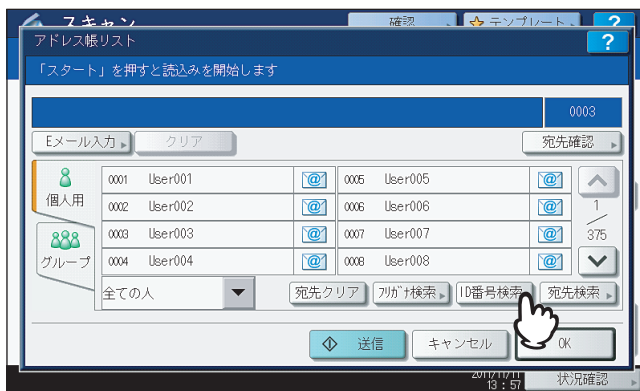 スキャン 確認 テンプレート ?
アドレス帳リスト ?
「スタート」を押すと読込みを開始します
0003
Eメール入力 クリア 宛先確認
個人用
グループ
0001 User001 @ 0005 User005 @
0002 User002 @ 0006 User006 @
0003 User003 @ 0007 User007 @
0004 User004 @ 0008 User008 @
1
375
全ての人 宛先クリア フリガナ検索 ID番号検索 宛先検索
送信 キャンセル OK
2011/11/11
13:57 状況確認